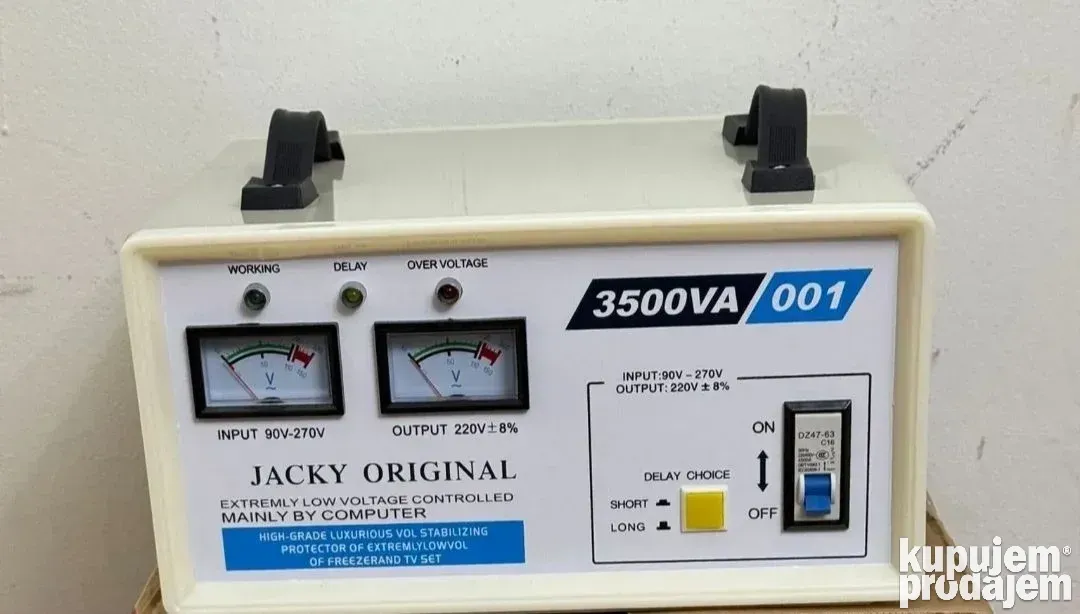 WORKING DELAY OVER VOLTAGE
3500VA 001
V
V
INPUT 90V-270V
OUTPUT 220V±8%
JACKY ORIGINAL
EXTREMLY LOW VOLTAGE CONTROLLED
MAINLY BY COMPUTER
HIGH-GRADE LUXURIOUS VOL STABILIZING
PROTECTOR OF EXTREMLYLOWVOL
OF FREEZERAND TV SET
INPUT:90V-270V
OUTPUT: 220V±8%
DELAY CHOICE
SHORT
LONG
ON
OFF
DZ47-63
C16
kupujem®
prodajem